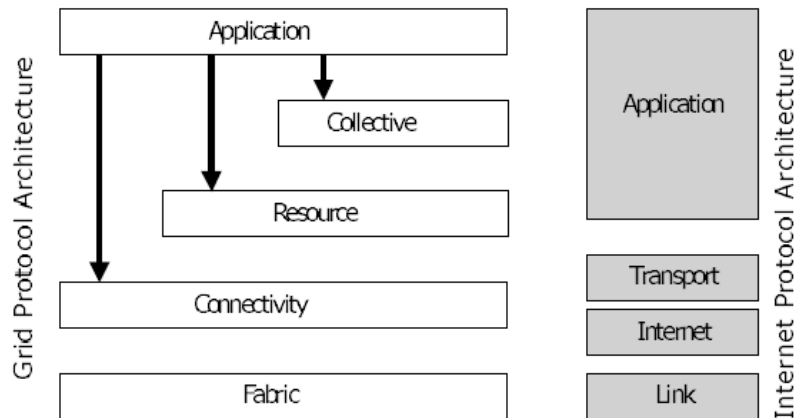 Grid Protocol Architecture
Application
Collective
Resource
Connectivity
Fabric
Application
Transport
Internet
Link
Internet Protocol Architecture